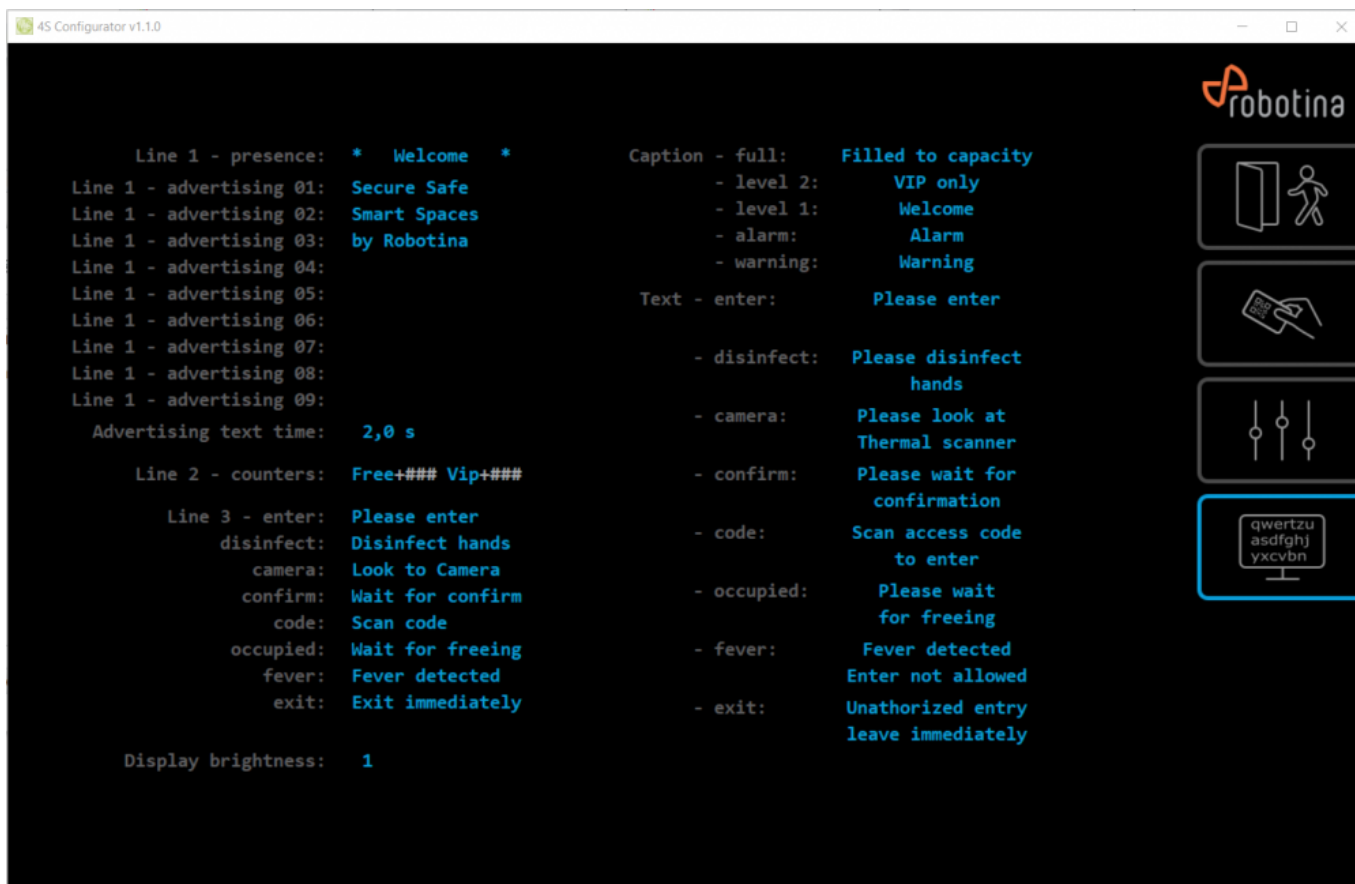 4S Configurator v1.1.0
robotina
Line 1 - presence: * Welcome *
Line 1 - advertising 01: Secure Safe
Line 1 - advertising 02: Smart Spaces
Line 1 - advertising 03: by Robotina
Line 1 - advertising 04:
Line 1 - advertising 05:
Line 1 - advertising 06:
Line 1 - advertising 07:
Line 1 - advertising 08:
Line 1 - advertising 09:
Advertising text time: 2,0 s
Line 2 - counters: Free+### Vip+###
Line 3 - enter: Please enter
disinfect: Disinfect hands
camera: Look to Camera
confirm: Wait for confirm
code: Scan code
occupied: Wait for freeing
fever: Fever detected
exit: Exit immediately
Display brightness: 1
Caption - full: Filled to capacity
- level 2: VIP only
- level 1: Welcome
- alarm: Alarm
- warning: Warning
Text - enter: Please enter
- disinfect: Please disinfect
hands
- camera: Please look at
Thermal scanner
- confirm: Please wait for
confirmation
- code: Scan access code
to enter
- occupied: Please wait
for freeing
- fever: Fever detected
Enter not allowed
- exit: Unathorized entry
leave immediately
qwertzu
asdfghj
yxcvbn